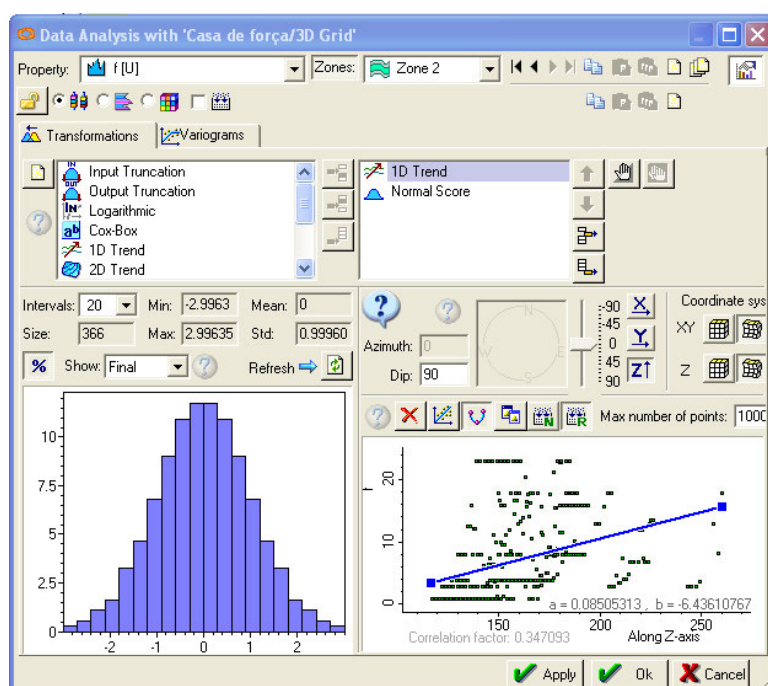 Data Analysis with 'Casa de força/3D Grid'
Property: f [U] Zones: Zone 2
Transformations Variograms
Input Truncation
Output Truncation
Logarithmic
Cox-Box
1D Trend
2D Trend
1D Trend
Normal Score
Intervals: 20 Min: -2.9963 Mean: 0
Size: 366 Max: 2.99635 Std: 0.99960
% Show: Final Refresh
Azimuth: 0
Dip: 90
-90
-45
0
45
90
X
Y
Z
Coordinate sys
XY
Z
N
W E
S
Max number of points: 1000
10
7.5
5
2.5
0
-2 -1 0 1 2
20
10
0
150 200 250
a = 0.08505313 , b = -6.43610767
Correlation factor: 0.347093 Along Z-axis
Apply Ok Cancel